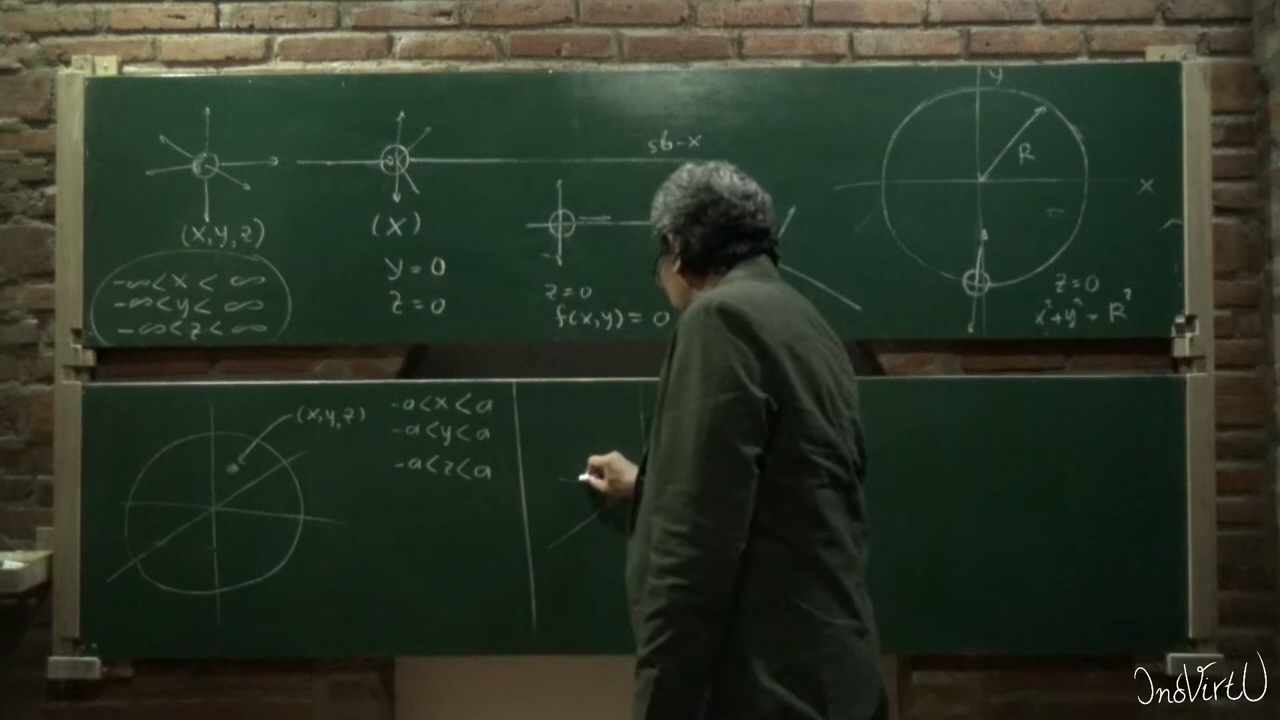 (x,y,z)
-∞<x<∞
-∞<y<∞
-∞<z<∞
(x)
y=0
z=0
z=0
f(x,y)=0
y
R
x
z=0
x²+y²=R²
(x,y,z)
-a<x<a
-a<y<a
-a<z<a
InoVirtU